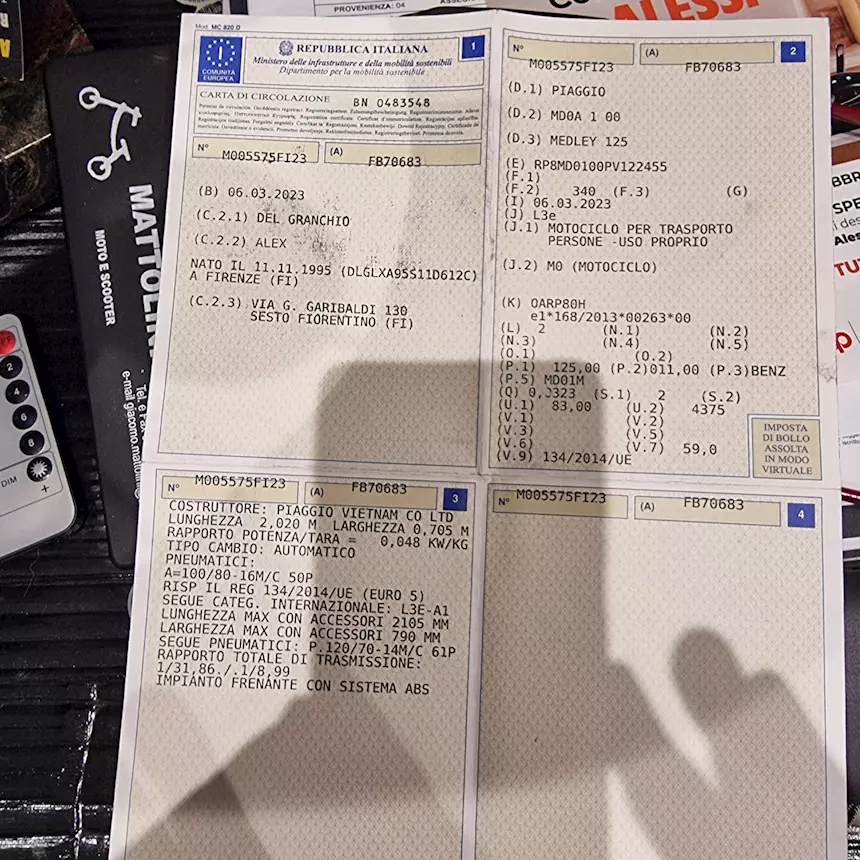 PROVENIENZA: 04
ALESSI
Mod. MC 820 D
COMUNITÀ
EUROPEA
REPUBBLICA ITALIANA
Ministero delle infrastrutture e della mobilità sostenibili
Dipartimento per la mobilità sostenibile
1
CARTA DI CIRCOLAZIONE BN 0483548
N° M005575FI23 (A) FB70683
(B) 06.03.2023
(C.2.1) DEL GRANCHIO
(C.2.2) ALEX
NATO IL 11.11.1995 (DLGLXA95S11D612C)
A FIRENZE (FI)
(C.2.3) VIA G. GARIBALDI 130
SESTO FIORENTINO (FI)
N° M005575FI23 (A) FB70683 2
(D.1) PIAGGIO
(D.2) MD0A 1 00
(D.3) MEDLEY 125
(E) RP8MD0100PV122455
(F.1)
(F.2) 340 (F.3) (G)
(I) 06.03.2023
(J) L3e
(J.1) MOTOCICLO PER TRASPORTO
PERSONE -USO PROPRIO
(J.2) M0 (MOTOCICLO)
(K) OARP80H
e1*168/2013*00263*00
(L) 2 (N.1) (N.2)
(N.3) (N.4) (N.5)
(O.1) (O.2)
(P.1) 125,00 (P.2)011,00 (P.3)BENZ
(P.5) MD01M
(Q) 0,0323 (S.1) 2 (S.2)
(U.1) 83,00 (U.2) 4375
(V.1) (V.2)
(V.3) (V.5)
(V.6) (V.7) 59,0
(V.9) 134/2014/UE
IMPOSTA
DI BOLLO
ASSOLTA
IN MODO
VIRTUALE
N° M005575FI23 (A) FB70683 3
COSTRUTTORE: PIAGGIO VIETNAM CO LTD
LUNGHEZZA 2,020 M LARGHEZZA 0,705 M
RAPPORTO POTENZA/TARA = 0,048 KW/KG
TIPO CAMBIO: AUTOMATICO
PNEUMATICI:
A=100/80-16M/C 50P
RISP IL REG 134/2014/UE (EURO 5)
SEGUE CATEG. INTERNAZIONALE: L3E-A1
LUNGHEZZA MAX CON ACCESSORI 2105 MM
LARGHEZZA MAX CON ACCESSORI 790 MM
SEGUE PNEUMATICI: P.120/70-14M/C 61P
RAPPORTO TOTALE DI TRASMISSIONE:
1/31,86./.1/8,99
IMPIANTO FRENANTE CON SISTEMA ABS
N° M005575FI23 (A) FB70683 4
MOTO E SCOOTER
2
4
6
8
DIM
+